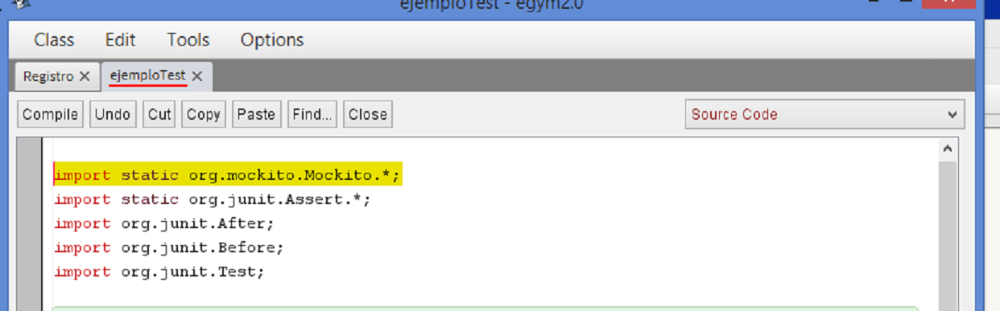 ejemploTest - egym2.0
Class Edit Tools Options
Registro ejemploTest
Compile Undo Cut Copy Paste Find... Close Source Code
import static org.mockito.Mockito.*;
import static org.junit.Assert.*;
import org.junit.After;
import org.junit.Before;
import org.junit.Test;